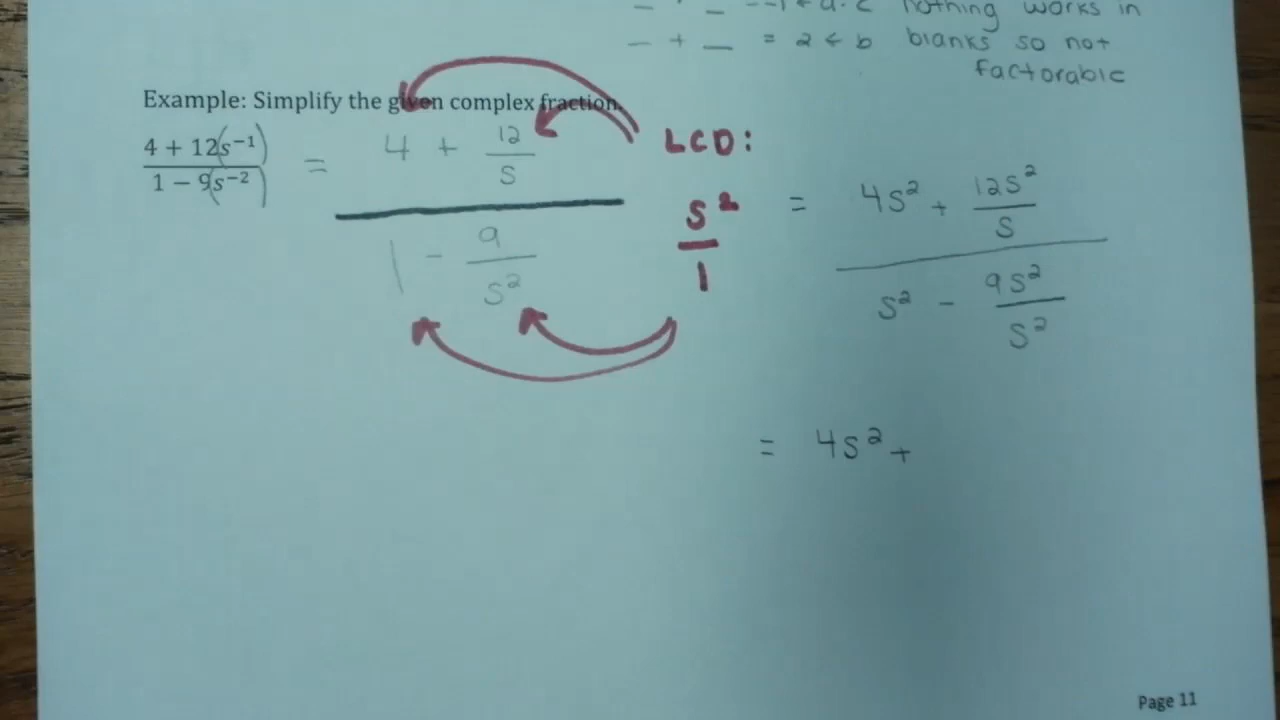 _ · _ = -1 ← a·c nothing works in
_ + _ = 2 ← b blanks so not
factorable
Example: Simplify the given complex fraction.
4 + 12(s⁻¹) / 1 − 9(s⁻²) = 4 + 12/s / 1 - 9/s² LCD: s²/1 = 4s² + 12s²/s / s² - 9s²/s²
= 4s² +
Page 11